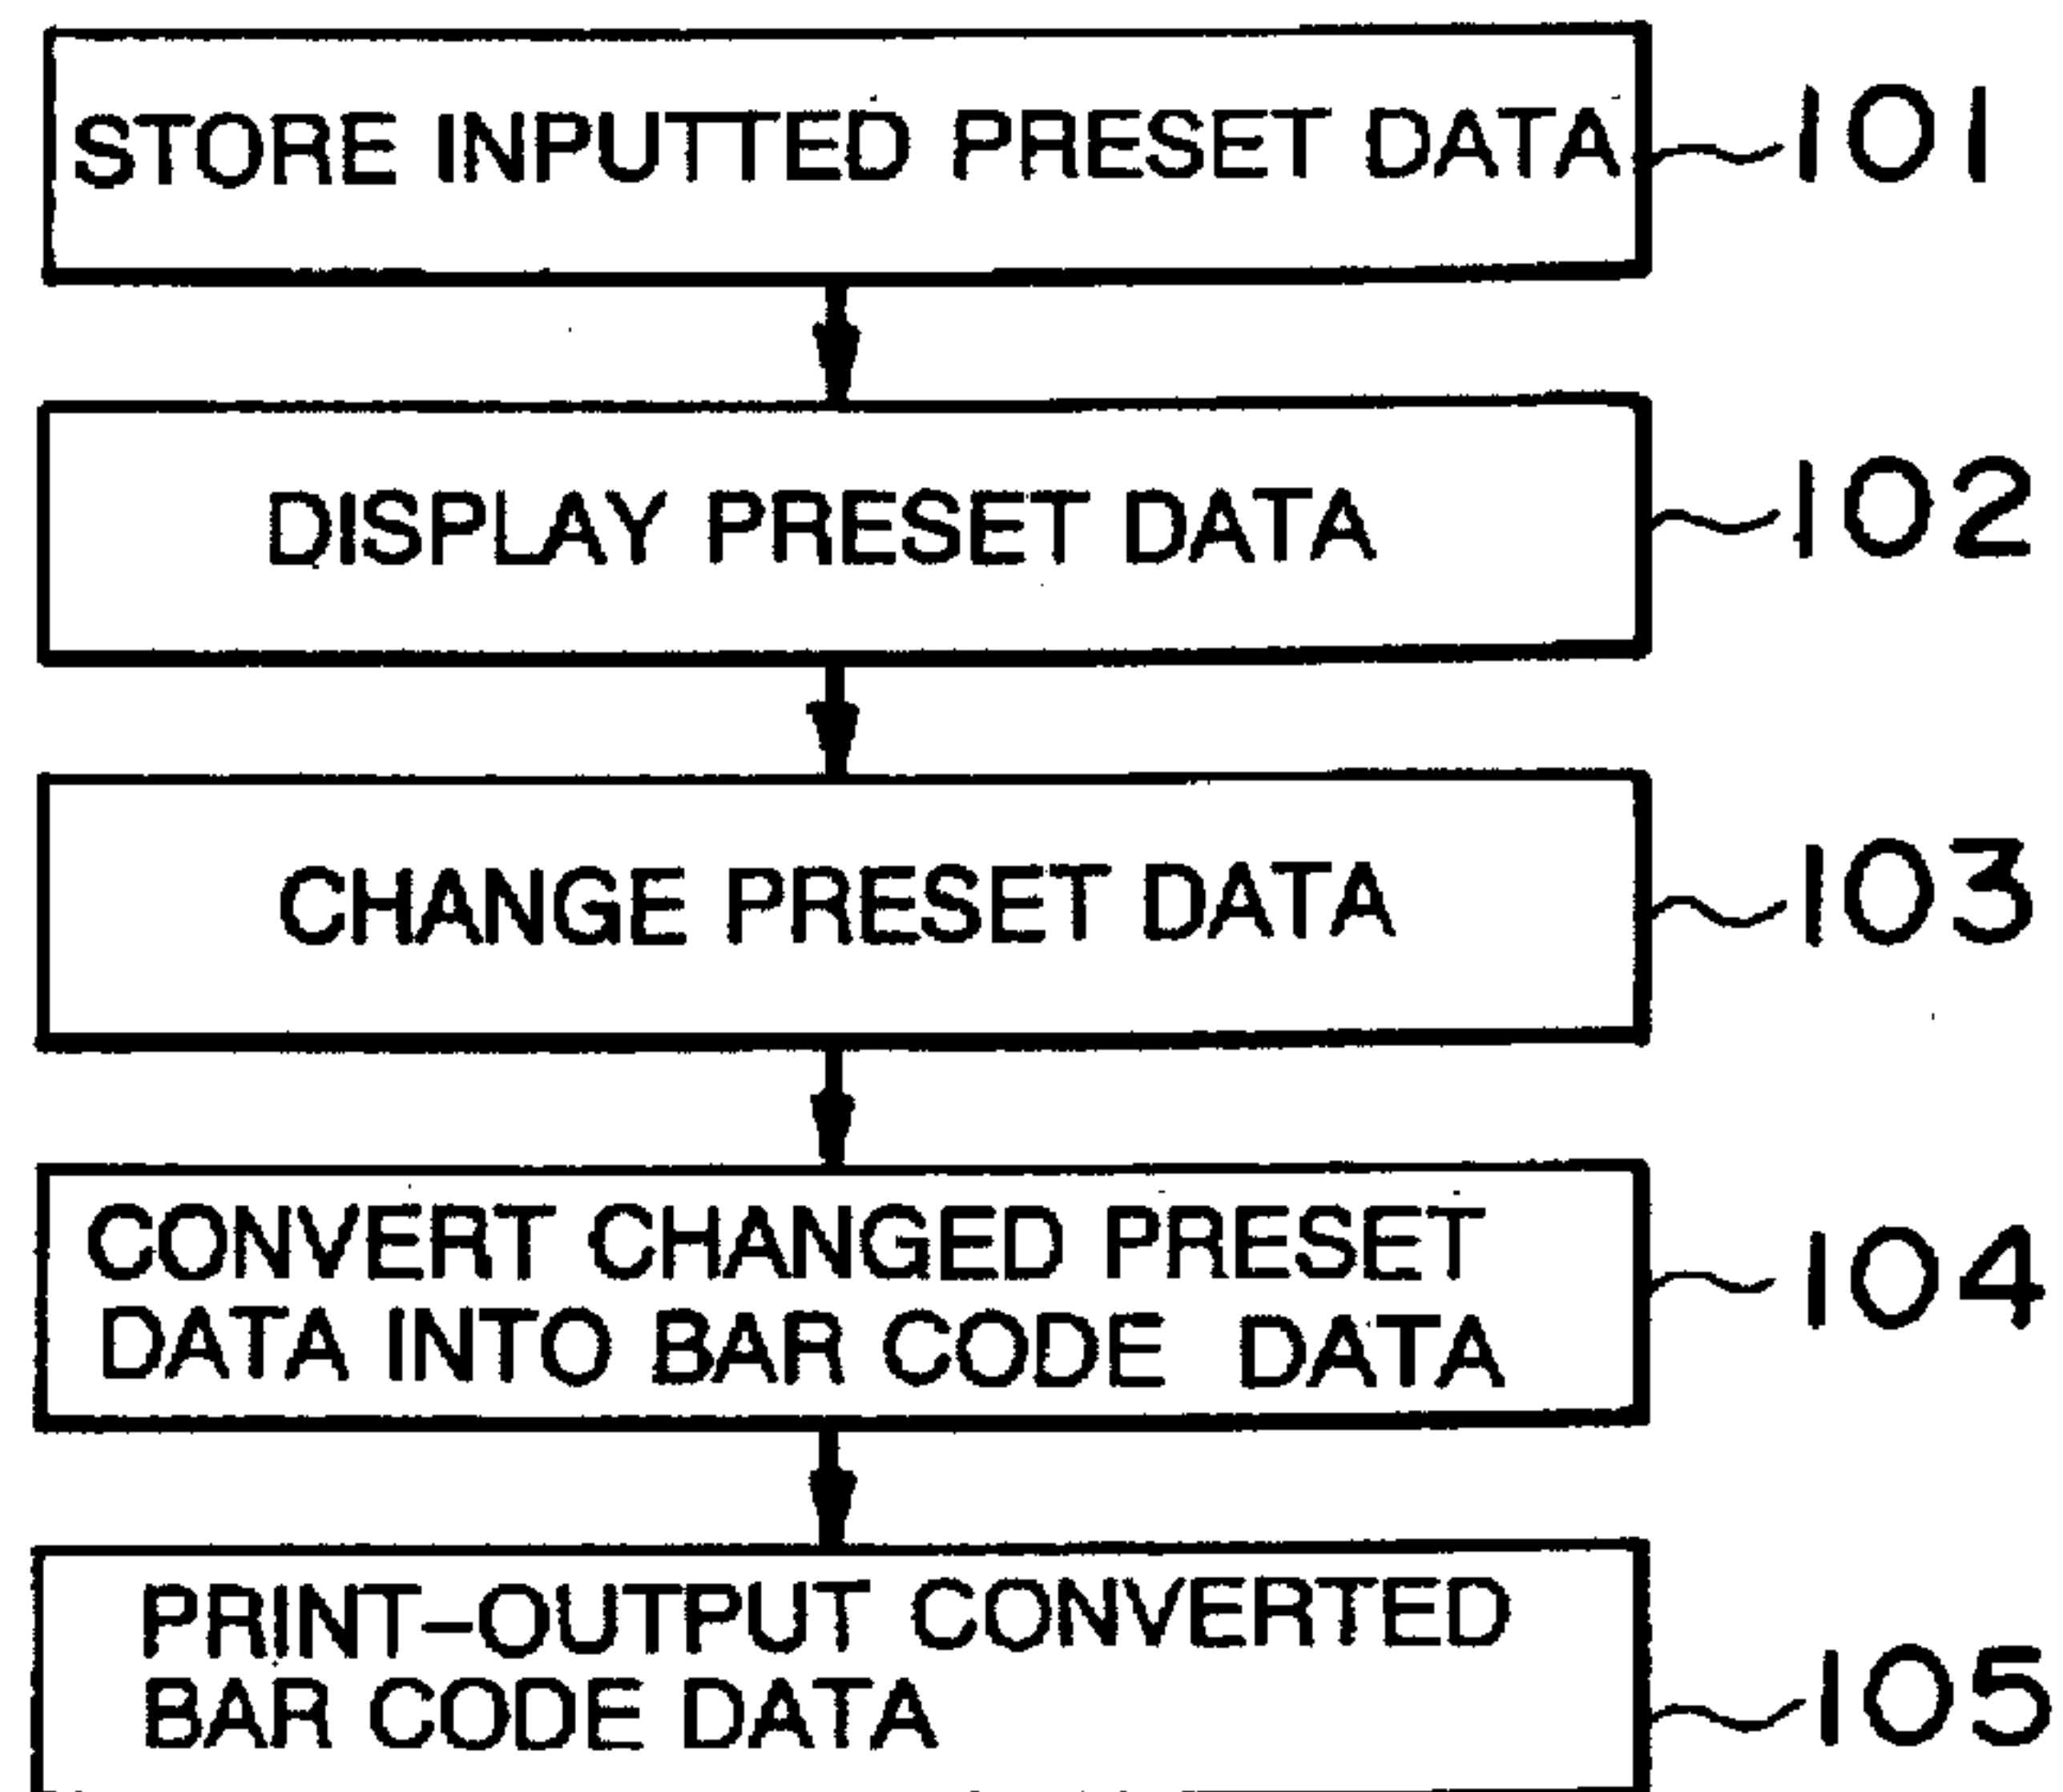 STORE INPUTTED PRESET DATA 101
DISPLAY PRESET DATA 102
CHANGE PRESET DATA 103
CONVERT CHANGED PRESET
DATA INTO BAR CODE DATA 104
PRINT-OUTPUT CONVERTED
BAR CODE DATA 105